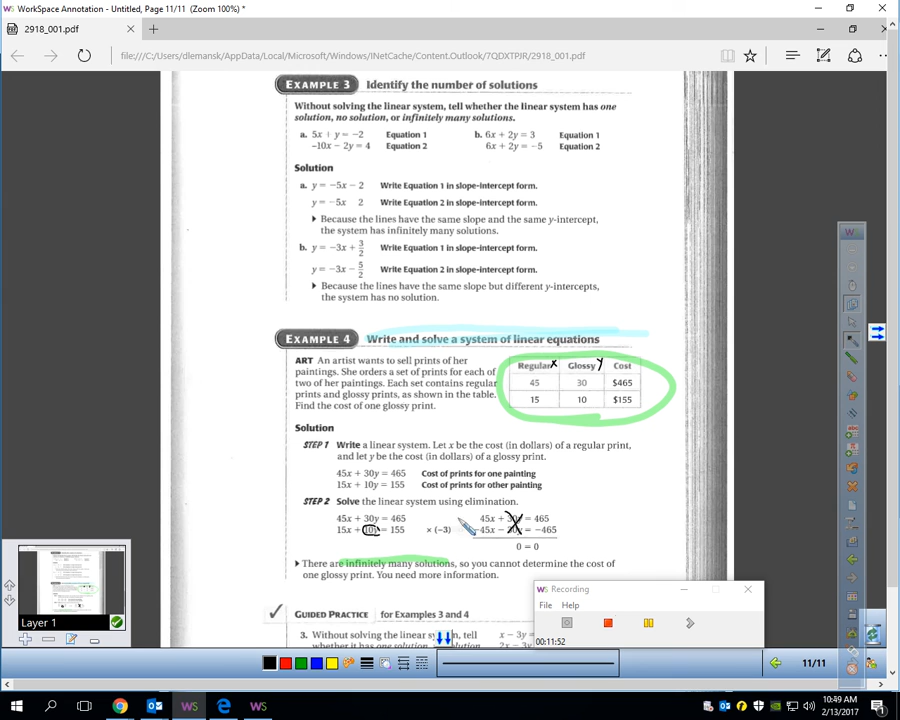 WorkSpace Annotation - Untitled, Page 11/11 (Zoom 100%) *
2918_001.pdf
file:///C:/Users/dlemansk/AppData/Local/Microsoft/Windows/INetCache/Content.Outlook/7QDXTPJR/2918_001.pdf
EXAMPLE 3 Identify the number of solutions
Without solving the linear system, tell whether the linear system has one
solution, no solution, or infinitely many solutions.
a. 5x + y = -2 Equation 1 b. 6x + 2y = 3 Equation 1
-10x - 2y = 4 Equation 2 6x + 2y = -5 Equation 2
Solution
a. y = -5x - 2 Write Equation 1 in slope-intercept form.
y = -5x 2 Write Equation 2 in slope-intercept form.
Because the lines have the same slope and the same y-intercept,
the system has infinitely many solutions.
b. y = -3x + 3/2 Write Equation 1 in slope-intercept form.
y = -3x - 5/2 Write Equation 2 in slope-intercept form.
Because the lines have the same slope but different y-intercepts,
the system has no solution.
EXAMPLE 4 Write and solve a system of linear equations
ART An artist wants to sell prints of her
paintings. She orders a set of prints for each of
two of her paintings. Each set contains regular
prints and glossy prints, as shown in the table.
Find the cost of one glossy print.
Regular x Glossy y Cost
45 30 $465
15 10 $155
Solution
STEP 1 Write a linear system. Let x be the cost (in dollars) of a regular print,
and let y be the cost (in dollars) of a glossy print.
45x + 30y = 465 Cost of prints for one painting
15x + 10y = 155 Cost of prints for other painting
STEP 2 Solve the linear system using elimination.
45x + 30y = 465 45x + 30y = 465
15x + 10y = 155 × (-3) -45x - 30y = -465
0 = 0
There are infinitely many solutions, so you cannot determine the cost of
one glossy print. You need more information.
GUIDED PRACTICE for Examples 3 and 4
3. Without solving the linear system, tell x - 3y =
whether it has one solution, no solution 2x - 3y
Layer 1
Recording
File Help
00:11:52
11/11
10:49 AM
2/13/2017